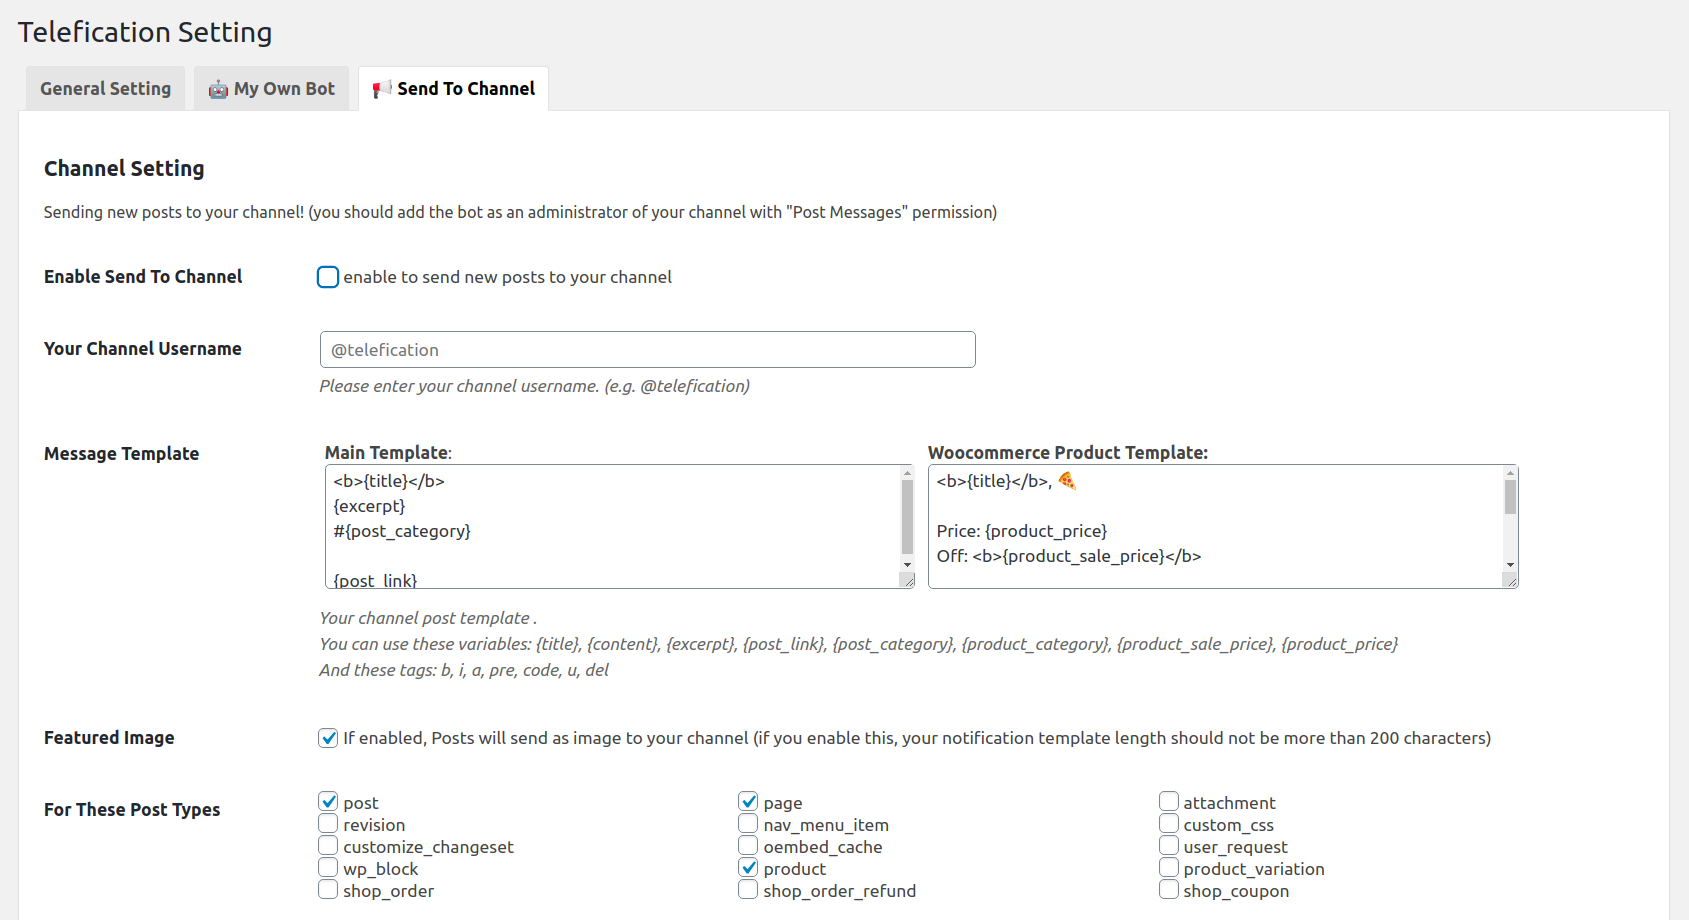 Telefication Setting
General Setting
🤖 My Own Bot
📢 Send To Channel
Channel Setting
Sending new posts to your channel! (you should add the bot as an administrator of your channel with "Post Messages" permission)
Enable Send To Channel
enable to send new posts to your channel
Your Channel Username
@telefication
Please enter your channel username. (e.g. @telefication)
Message Template
Main Template:
<b>{title}</b>
{excerpt}
#{post_category}
{post_link}
Woocommerce Product Template:
<b>{title}</b>, 🍕
Price: {product_price}
Off: <b>{product_sale_price}</b>
Your channel post template .
You can use these variables: {title}, {content}, {excerpt}, {post_link}, {post_category}, {product_category}, {product_sale_price}, {product_price}
And these tags: b, i, a, pre, code, u, del
Featured Image
If enabled, Posts will send as image to your channel (if you enable this, your notification template length should not be more than 200 characters)
For These Post Types
post
page
attachment
revision
nav_menu_item
custom_css
customize_changeset
oembed_cache
user_request
wp_block
product
product_variation
shop_order
shop_order_refund
shop_coupon